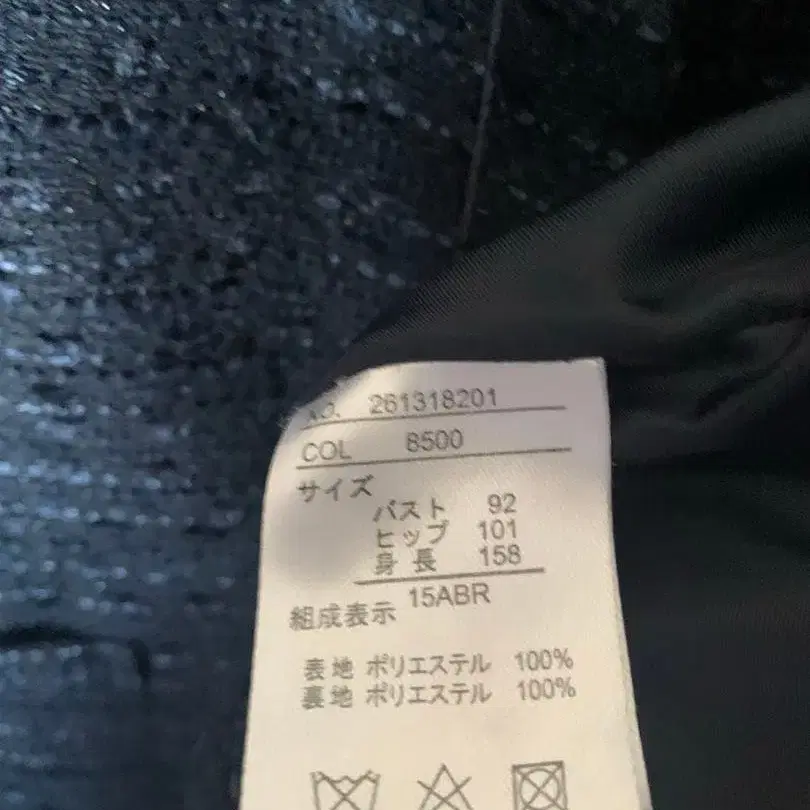 NO. 261318201
COL 8500
サイズ
バスト 92
ヒップ 101
身長 158
15ABR
組成表示
表地 ポリエステル 100%
裏地 ポリエステル 100%